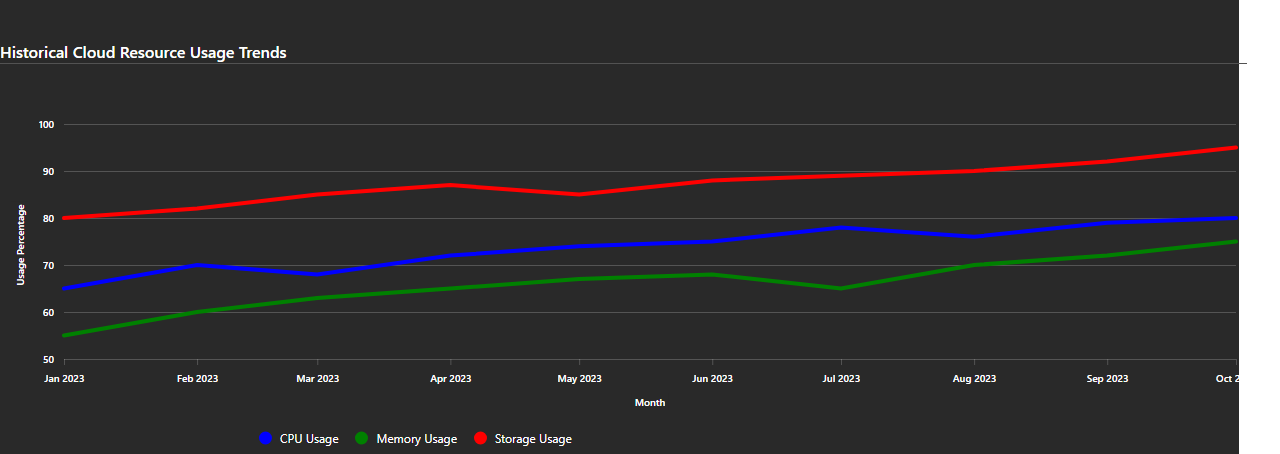 Historical Cloud Resource Usage Trends
100
90
80
70
60
50
Usage Percentage
Jan 2023 Feb 2023 Mar 2023 Apr 2023 May 2023 Jun 2023 Jul 2023 Aug 2023 Sep 2023 Oct 2
Month
CPU Usage Memory Usage Storage Usage